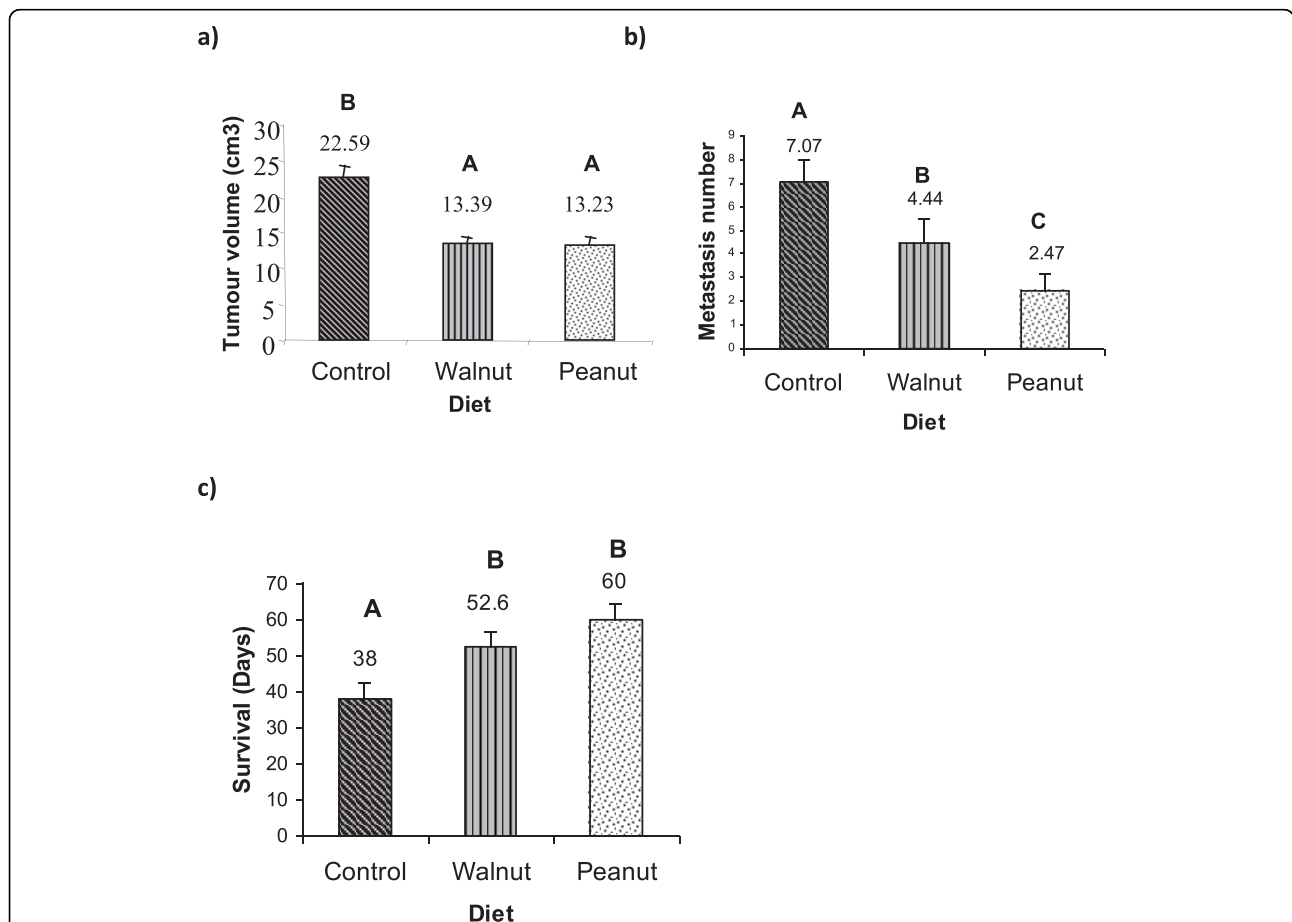 a)
B
Tumour volume (cm3)
30
25
20
15
10
5
0
22.59
A
13.39
A
13.23
Control Walnut Peanut
Diet
b)
A
Metastasis number
9
8
7
6
5
4
3
2
1
0
7.07
B
4.44
C
2.47
Control Walnut Peanut
Diet
c)
Survival (Days)
70
60
50
40
30
20
10
0
A
38
B
52.6
B
60
Control Walnut Peanut
Diet